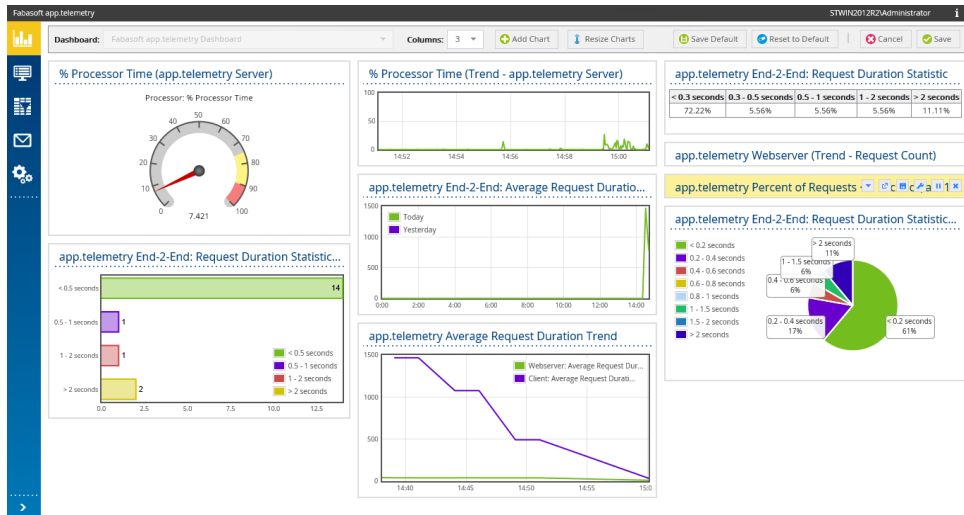 Fabasoft app.telemetry
STWIN2012R2\Administrator
i
Dashboard:
Fabasoft app.telemetry Dashboard
Columns: 3
Add Chart
Resize Charts
Save Default
Reset to Default
Cancel
Save
% Processor Time (app.telemetry Server)
Processor: % Processor Time
0 10 20 30 40 50 60 70 80 90 100
7.421
app.telemetry End-2-End: Request Duration Statistic...
< 0.5 seconds 14
0.5 - 1 seconds 1
1 - 2 seconds 1
> 2 seconds 2
< 0.5 seconds
0.5 - 1 seconds
1 - 2 seconds
> 2 seconds
0.0 2.5 5.0 7.5 10.0 12.5
% Processor Time (Trend - app.telemetry Server)
100
50
0
14:52 14:54 14:56 14:58 15:00
app.telemetry End-2-End: Average Request Duratio...
1500
1000
500
0
Today
Yesterday
0:00 2:00 4:00 6:00 8:00 10:00 12:00 14:00
app.telemetry Average Request Duration Trend
1500
1000
500
0
Webserver: Average Request Dur...
Client: Average Request Durati...
14:40 14:45 14:50 14:55 15:0
app.telemetry End-2-End: Request Duration Statistic
< 0.3 seconds 0.3 - 0.5 seconds 0.5 - 1 seconds 1 - 2 seconds > 2 seconds
72.22% 5.56% 5.56% 5.56% 11.11%
app.telemetry Webserver (Trend - Request Count)
app.telemetry Percent of Requests
app.telemetry End-2-End: Request Duration Statistic...
< 0.2 seconds
0.2 - 0.4 seconds
0.4 - 0.6 seconds
0.6 - 0.8 seconds
0.8 - 1 seconds
1 - 1.5 seconds
1.5 - 2 seconds
> 2 seconds
> 2 seconds
11%
1 - 1.5 seconds
6%
0.4 - 0.6 seconds
6%
0.2 - 0.4 seconds
17%
< 0.2 seconds
61%